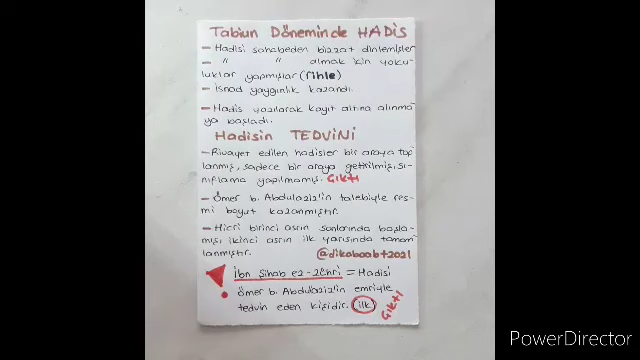 Tabiun Döneminde HADİS
– Hadisi sahabeden bizzat dinlemişler
– " " almak için yolcu-
luklar yapmışlar (rihle)
– İsnad yaygınlık kazandı.
– Hadis yazılarak kayıt altına alınma-
ya başladı.
Hadisin TEDVİNİ
– Rivayet edilen hadisler bir araya top
lanmış, sadece bir araya getirilmiş, sı-
nıflama yapılmamış. Çıktı
– Ömer b. Abdulaziz'in talebiyle res-
mi boyut kazanmıştır.
– Hicri birinci asrın sonlarında başla-
mışı ikinci asrın ilk yarısında tamam
lanmıştır. @dikabaabt2021
! İbn Şihab ez-Zühri = Hadisi
Ömer b. Abdulaziz'in emriyle
tedvin eden kişidir. ilk Çıktı
PowerDirector